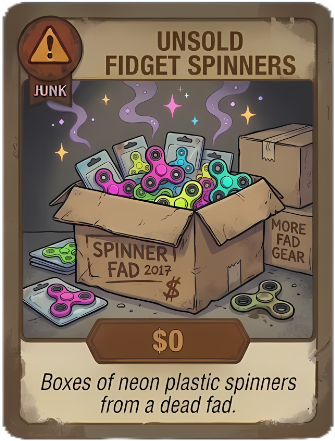 UNSOLD
FIDGET SPINNERS
JUNK
SPINNER
FAD 2017
$
MORE
FAD
GEAR
$0
Boxes of neon plastic spinners
from a dead fad.